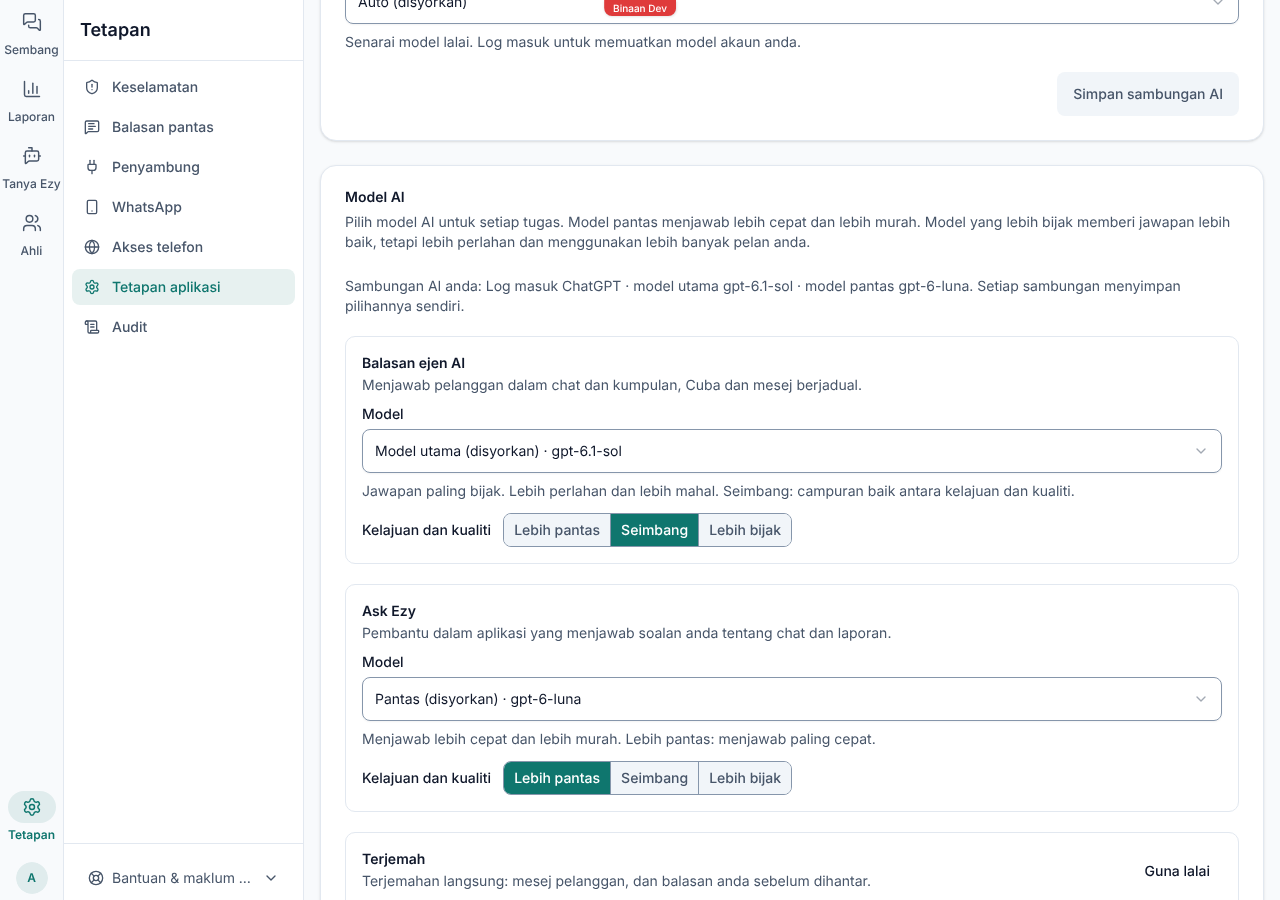 Sembang
Laporan
Tanya Ezy
Ahli
Tetapan
A
Tetapan
Keselamatan
Balasan pantas
Penyambung
WhatsApp
Akses telefon
Tetapan aplikasi
Audit
Bantuan & maklum ...
Auto (disyorkan)
Binaan Dev
Senarai model lalai. Log masuk untuk memuatkan model akaun anda.
Simpan sambungan AI
Model AI
Pilih model AI untuk setiap tugas. Model pantas menjawab lebih cepat dan lebih murah. Model yang lebih bijak memberi jawapan lebih
baik, tetapi lebih perlahan dan menggunakan lebih banyak pelan anda.
Sambungan AI anda: Log masuk ChatGPT · model utama gpt-6.1-sol · model pantas gpt-6-luna. Setiap sambungan menyimpan
pilihannya sendiri.
Balasan ejen AI
Menjawab pelanggan dalam chat dan kumpulan, Cuba dan mesej berjadual.
Model
Model utama (disyorkan) · gpt-6.1-sol
Jawapan paling bijak. Lebih perlahan dan lebih mahal. Seimbang: campuran baik antara kelajuan dan kualiti.
Kelajuan dan kualiti Lebih pantas Seimbang Lebih bijak
Ask Ezy
Pembantu dalam aplikasi yang menjawab soalan anda tentang chat dan laporan.
Model
Pantas (disyorkan) · gpt-6-luna
Menjawab lebih cepat dan lebih murah. Lebih pantas: menjawab paling cepat.
Kelajuan dan kualiti Lebih pantas Seimbang Lebih bijak
Terjemah
Terjemahan langsung: mesej pelanggan, dan balasan anda sebelum dihantar.
Guna lalai